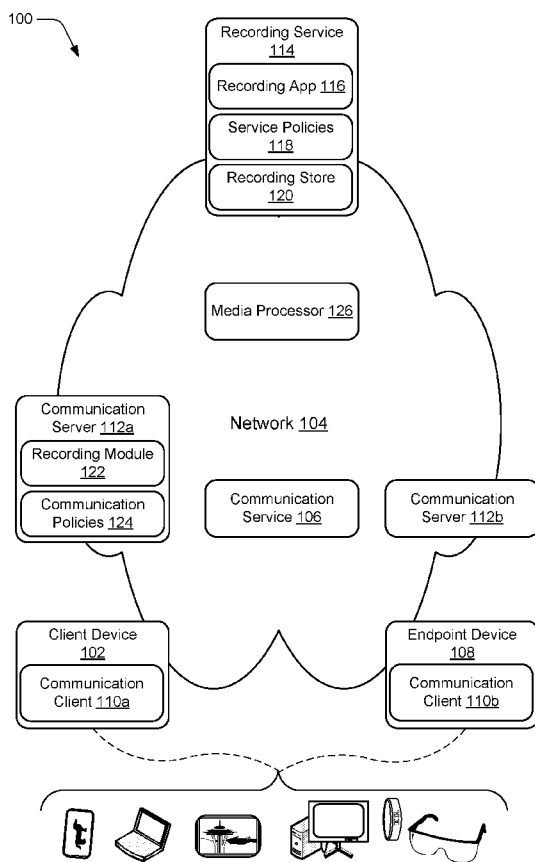 100
Recording Service
114
Recording App 116
Service Policies
118
Recording Store
120
Media Processor 126
Communication
Server 112a
Recording Module
122
Communication
Policies 124
Network 104
Communication
Service 106
Communication
Server 112b
Client Device
102
Communication
Client 110a
Endpoint Device
108
Communication
Client 110b